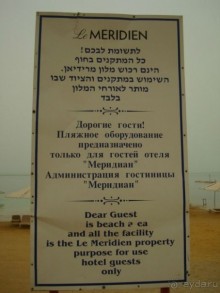 Le MERIDIEN
לתשומת לבכם!
כל המתקנים בחוף
הינם רכוש מלון מרידיאן.
השימוש במתקנים והציוד שבו
מותר לאורחי המלון
בלבד
Дорогие гости!
Пляжное оборудование
предназначено
только для гостей отеля
"Меридиан"
Администрация гостиницы
"Меридиан"
Dear Guest
is beach ea
and all the facility
is the Le Meridien property
purpose for use
hotel guests
only